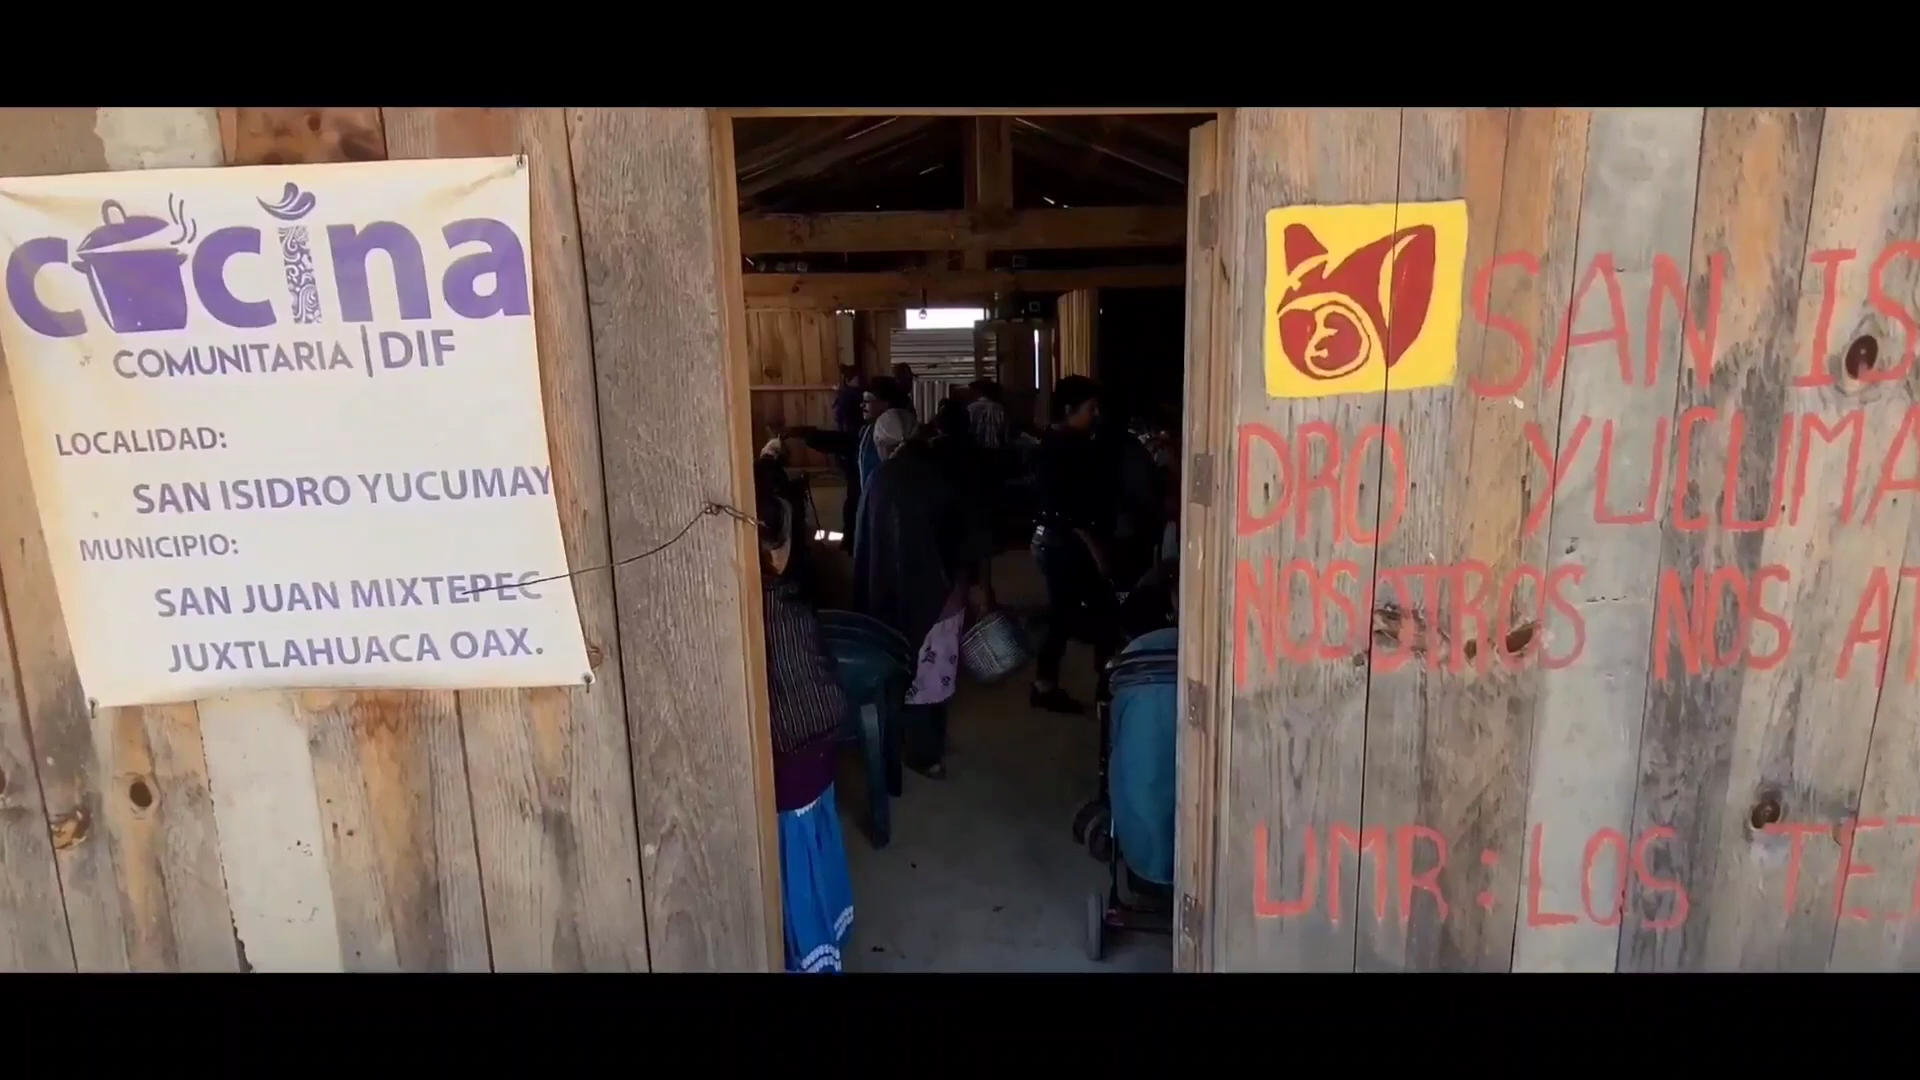 cocina
COMUNITARIA | DIF
LOCALIDAD:
SAN ISIDRO YUCUMAY
MUNICIPIO:
SAN JUAN MIXTEPEC
JUXTLAHUACA OAX.
SAN IS
DRO YUCUMA
NOSOTROS NOS AT
UMR: LOS TEJ